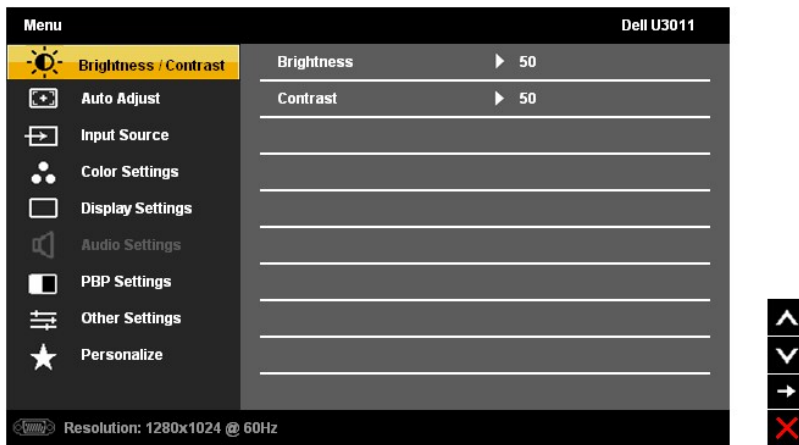 Menu Dell U3011
Brightness / Contrast Brightness 50
Auto Adjust Contrast 50
Input Source
Color Settings
Display Settings
Audio Settings
PBP Settings
Other Settings
Personalize
Resolution: 1280x1024 @ 60Hz